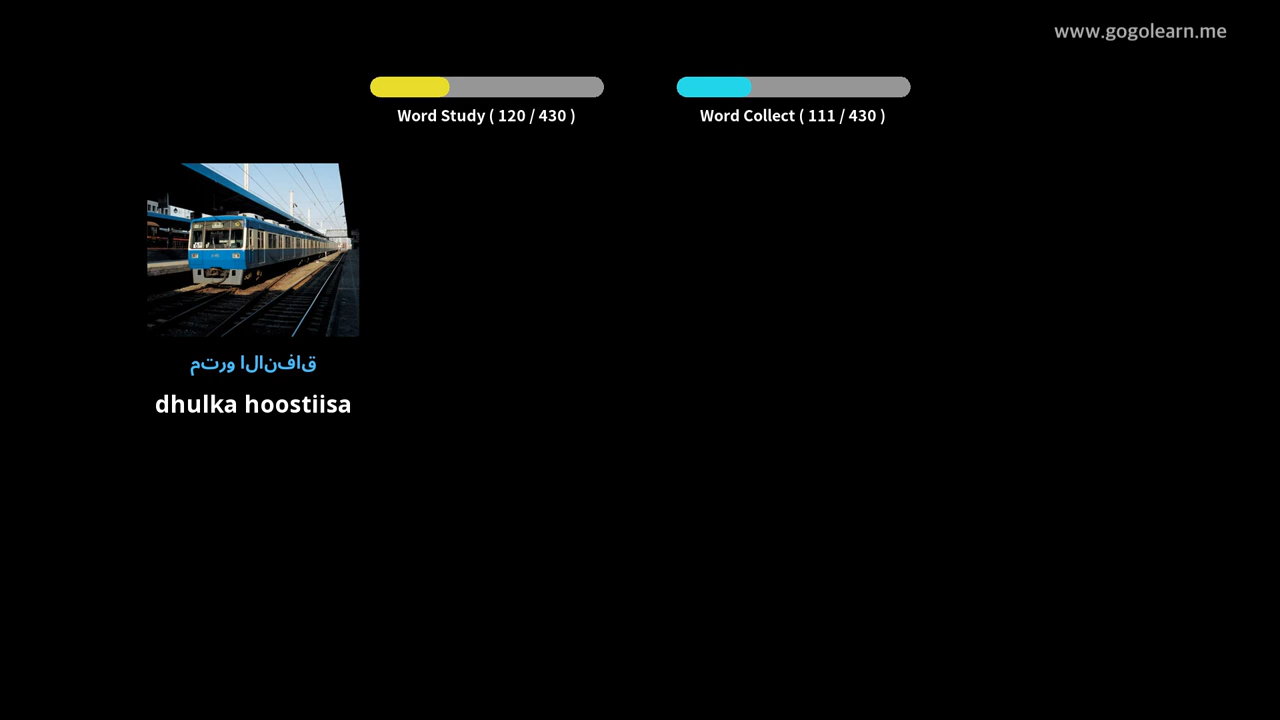 www.gogolearn.me
Word Study ( 120 / 430 )
Word Collect ( 111 / 430 )
مترو الانفاق
dhulka hoostiisa